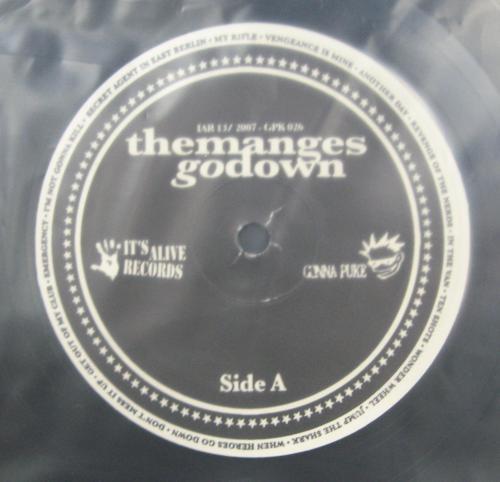 SECRET AGENT IN EAST BERLIN • MY RIFLE • VENGEANCE IS MINE • ANOTHER DAY • REVENGE OF THE NERDS • IN THE VAN • TEN SHOTS • WONDER WHEEL • JUMP THE SHARK • WHEN HEROES GO DOWN • DON'T MESS IT UP • GET OUT OF MY CLUB • EMERGENCY • I'M NOT GONNA KILL •
IAR 13/ 2007 - GPK 026
themanges
godown
IT'S ALIVE
RECORDS
GONNA PUKE
Side A